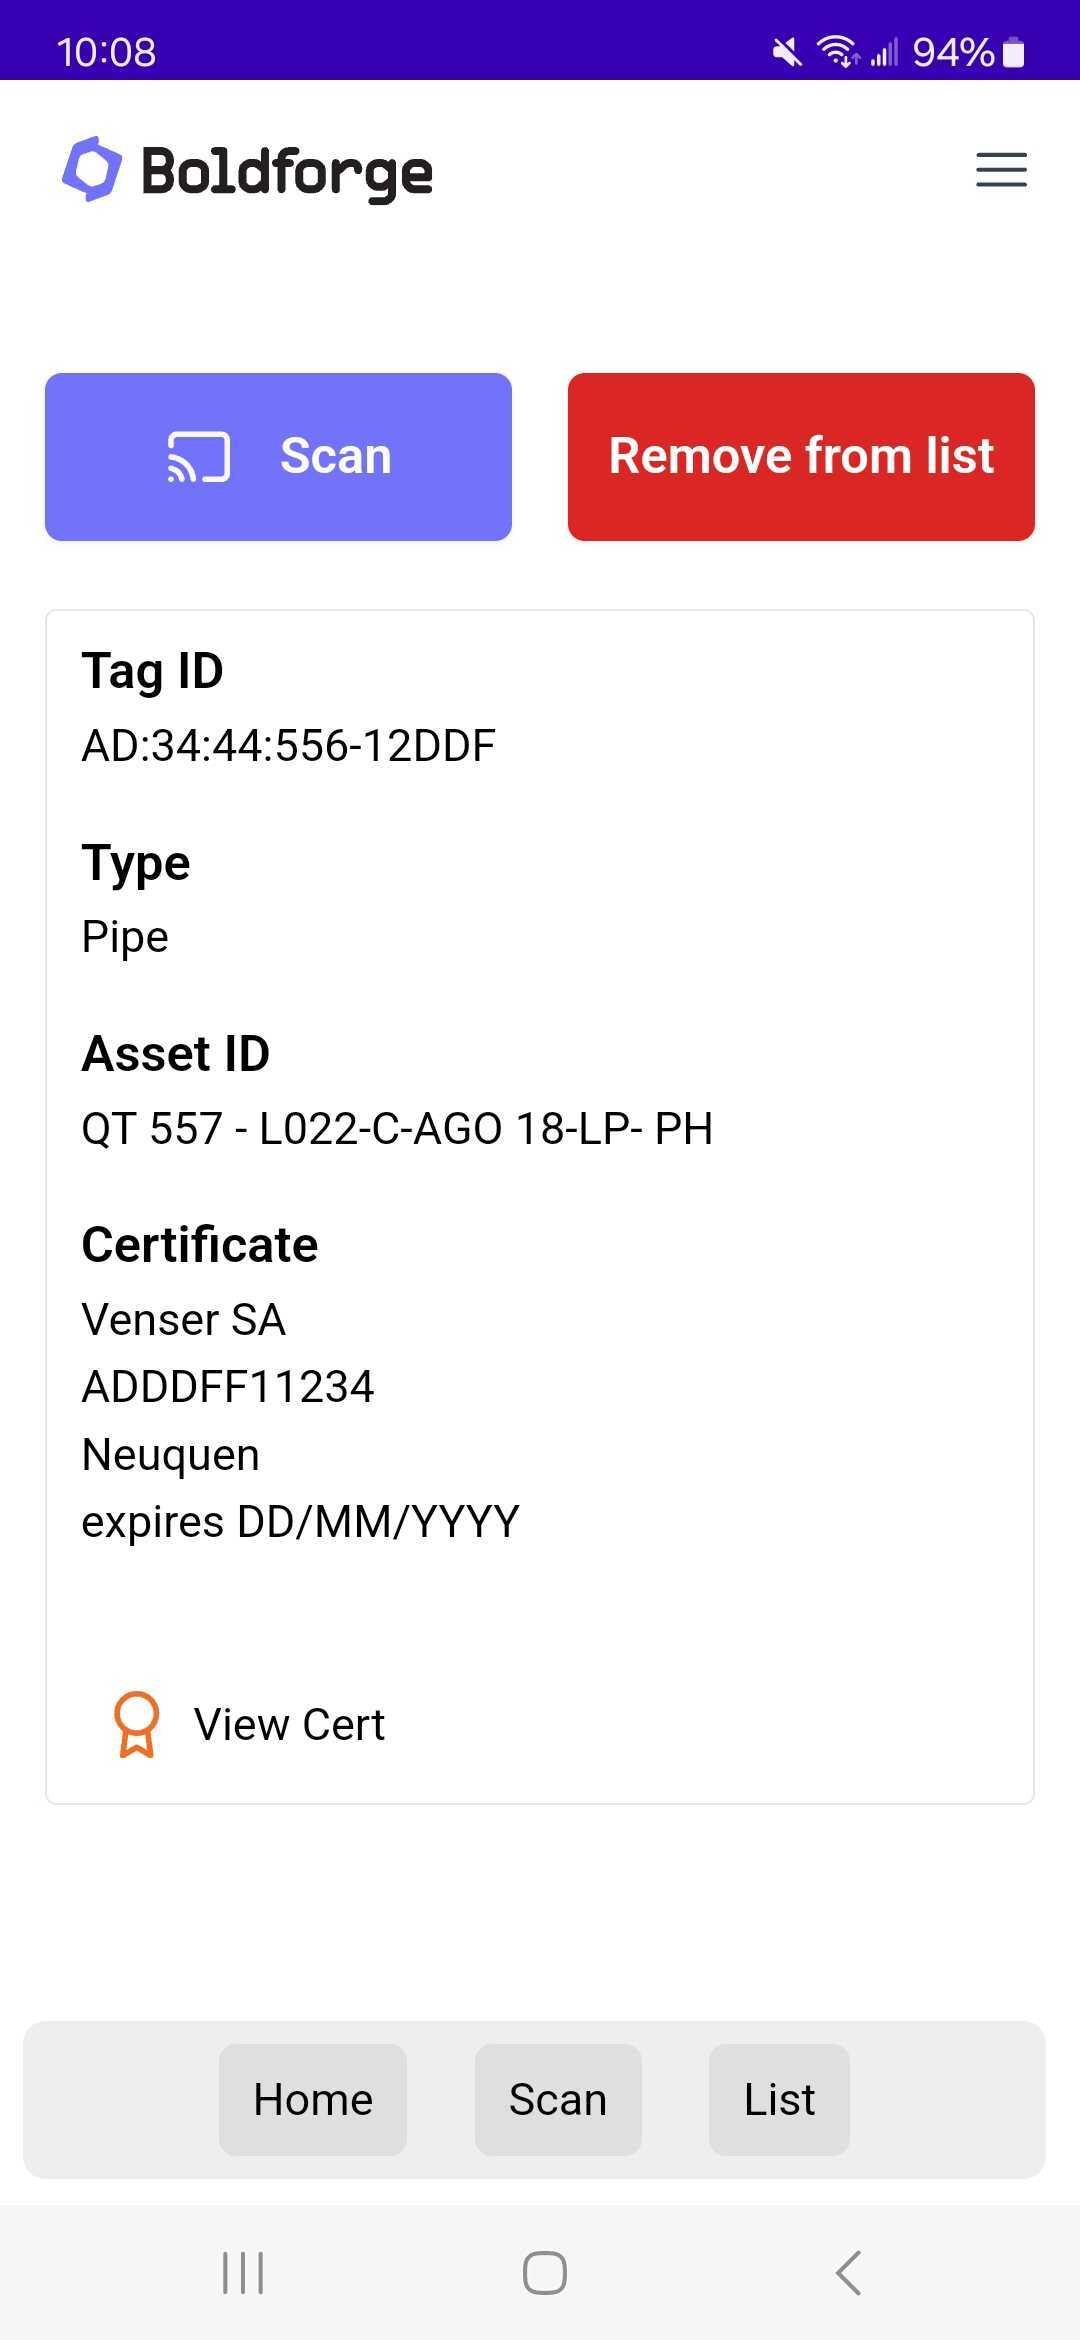 10:08 94%
Boldforge
Scan Remove from list
Tag ID
AD:34:44:556-12DDF
Type
Pipe
Asset ID
QT 557 - L022-C-AGO 18-LP- PH
Certificate
Venser SA
ADDDFF11234
Neuquen
expires DD/MM/YYYY
View Cert
Home Scan List